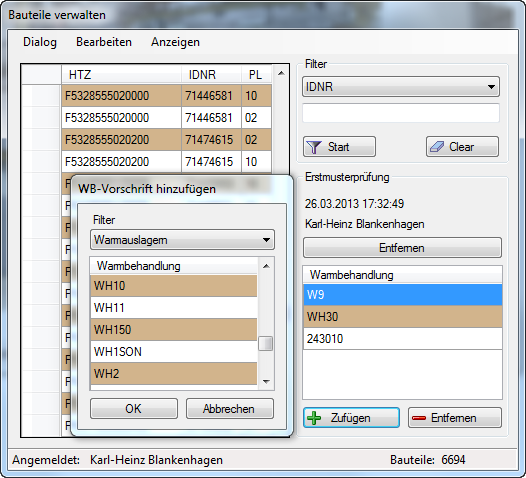 Bauteile verwalten
Dialog Bearbeiten Anzeigen
HTZ IDNR PL
F5328555020000 71446581 10
F5328555020000 71446581 02
F5328555020200 71474615 02
F5328555020200 71474615 10
WB-Vorschrift hinzufügen
Filter
Warmauslagern
Warmbehandlung
WH10
WH11
WH150
WH1SON
WH2
OK Abbrechen
Filter
IDNR
Start Clear
Erstmusterprüfung
26.03.2013 17:32:49
Karl-Heinz Blankenhagen
Entfernen
Warmbehandlung
W9
WH30
243010
Zufügen Entfernen
Angemeldet: Karl-Heinz Blankenhagen Bauteile: 6694